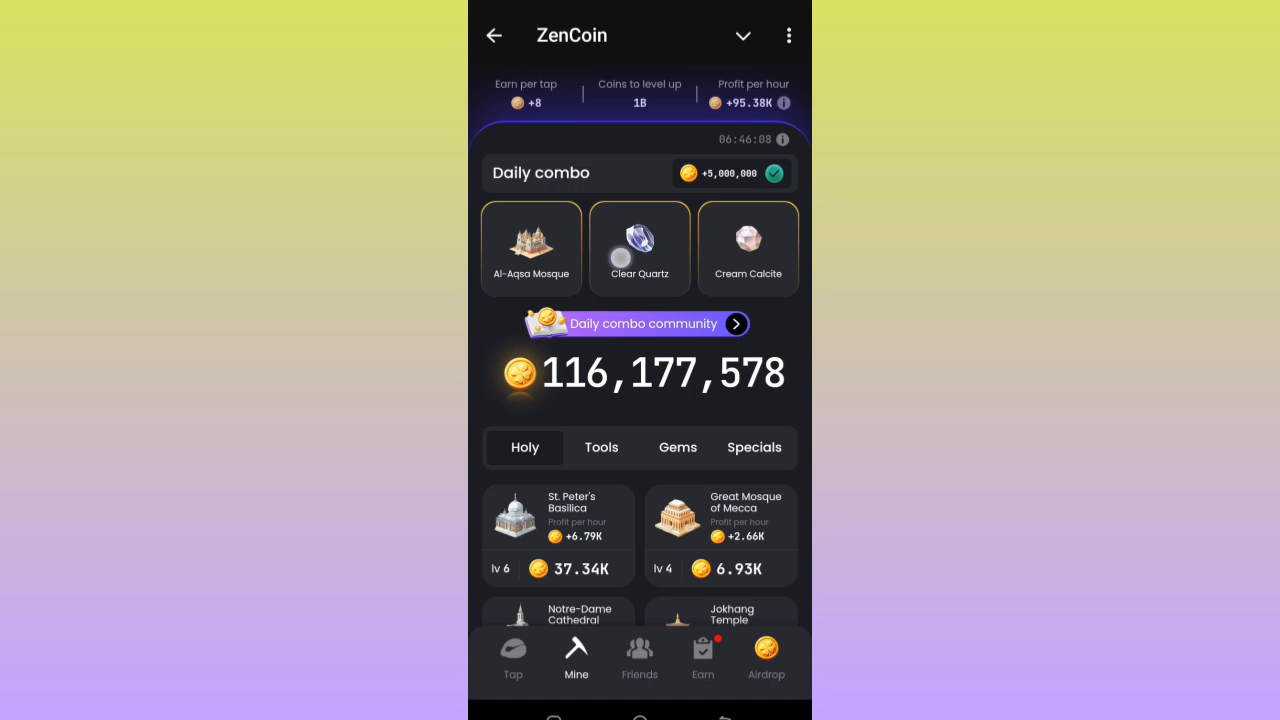 ZenCoin
Earn per tap
+8
Coins to level up
1B
Profit per hour
+95.38K
06:46:08
Daily combo
+5,000,000
Al-Aqsa Mosque
Clear Quartz
Cream Calcite
Daily combo community
116,177,578
Holy
Tools
Gems
Specials
St. Peter's
Basilica
Profit per hour
+6.79K
lv 6
37.34K
Great Mosque
of Mecca
Profit per hour
+2.66K
lv 4
6.93K
Notre-Dame
Cathedral
Jokhang
Temple
Tap
Mine
Friends
Earn
Airdrop